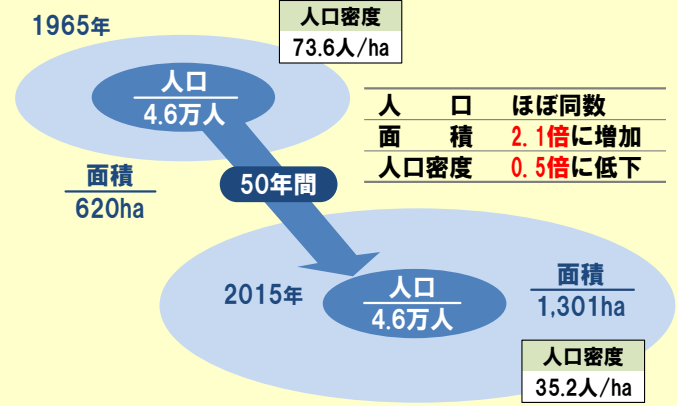 1965年
人口密度
73.6人/ha
人口
4.6万人
人　　口　ほぼ同数
面　　積　2.1倍に増加
人口密度　0.5倍に低下
面積
620ha
50年間
2015年
人口
4.6万人
面積
1,301ha
人口密度
35.2人/ha